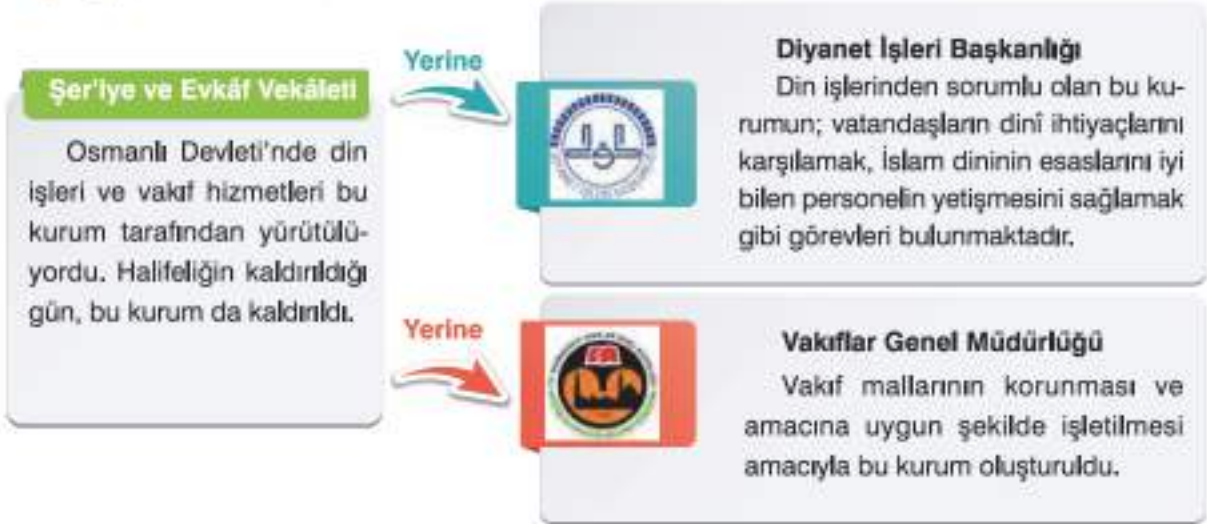 Şer'iye ve Evkâf Vekâleti
Osmanlı Devleti'nde din
işleri ve vakıf hizmetleri bu
kurum tarafından yürütülü-
yordu. Halifeliğin kaldırıldığı
gün, bu kurum da kaldırıldı.
Yerine
Diyanet İşleri Başkanlığı
Din işlerinden sorumlu olan bu ku-
rumun; vatandaşların dinî ihtiyaçlarını
karşılamak, İslam dininin esaslarını iyi
bilen personelin yetişmesini sağlamak
gibi görevleri bulunmaktadır.
Yerine
Vakıflar Genel Müdürlüğü
Vakıf mallarının korunması ve
amacına uygun şekilde işletilmesi
amacıyla bu kurum oluşturuldu.